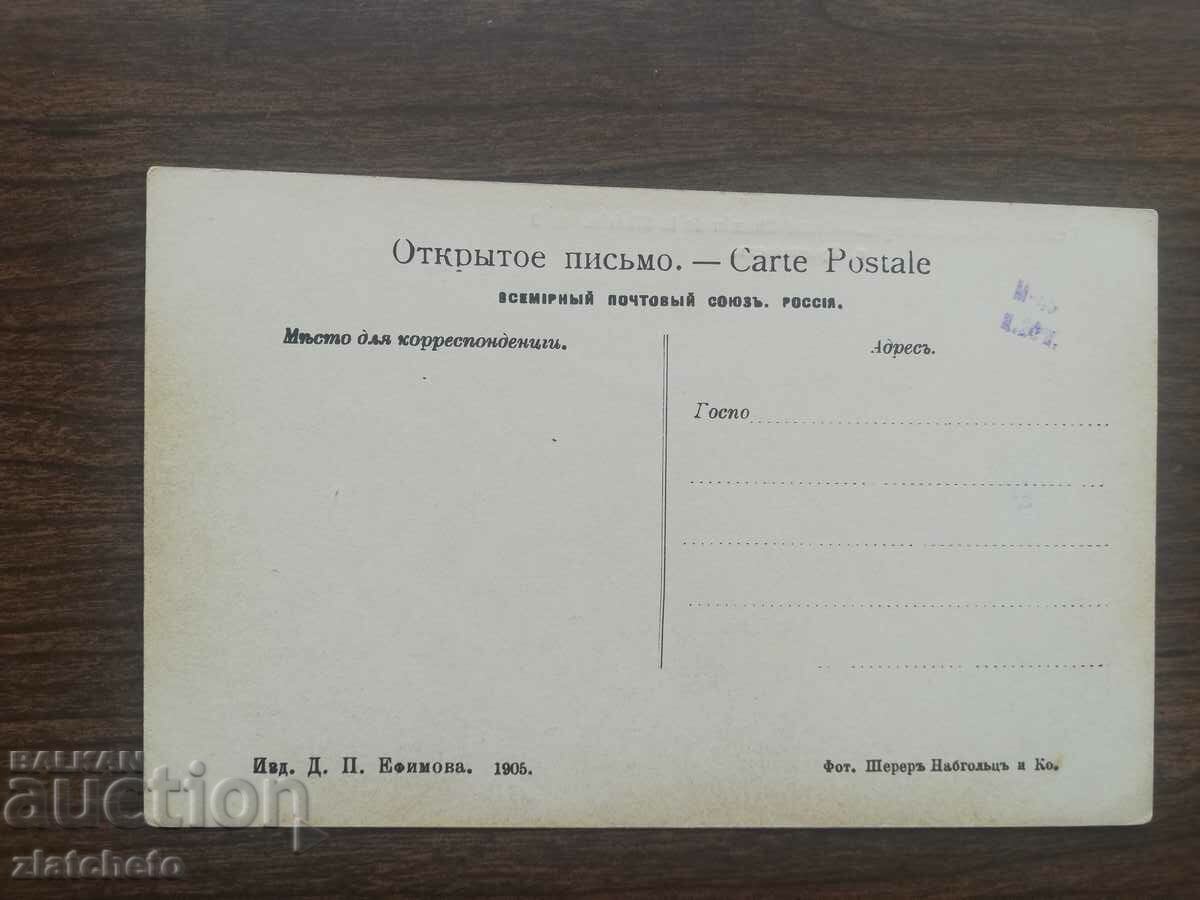 Открытое письмо. — Carte Postale
ВСЕМІРНЫЙ ПОЧТОВЫЙ СОЮЗЪ. РОССІЯ.
Мѣсто для корреспонденціи.
Адресъ.
Госпо
Изд. Д. П. Ефимова. 1905.
Фот. Шереръ Набгольцъ и Ко.
BALKAN
auction
zlatcheto